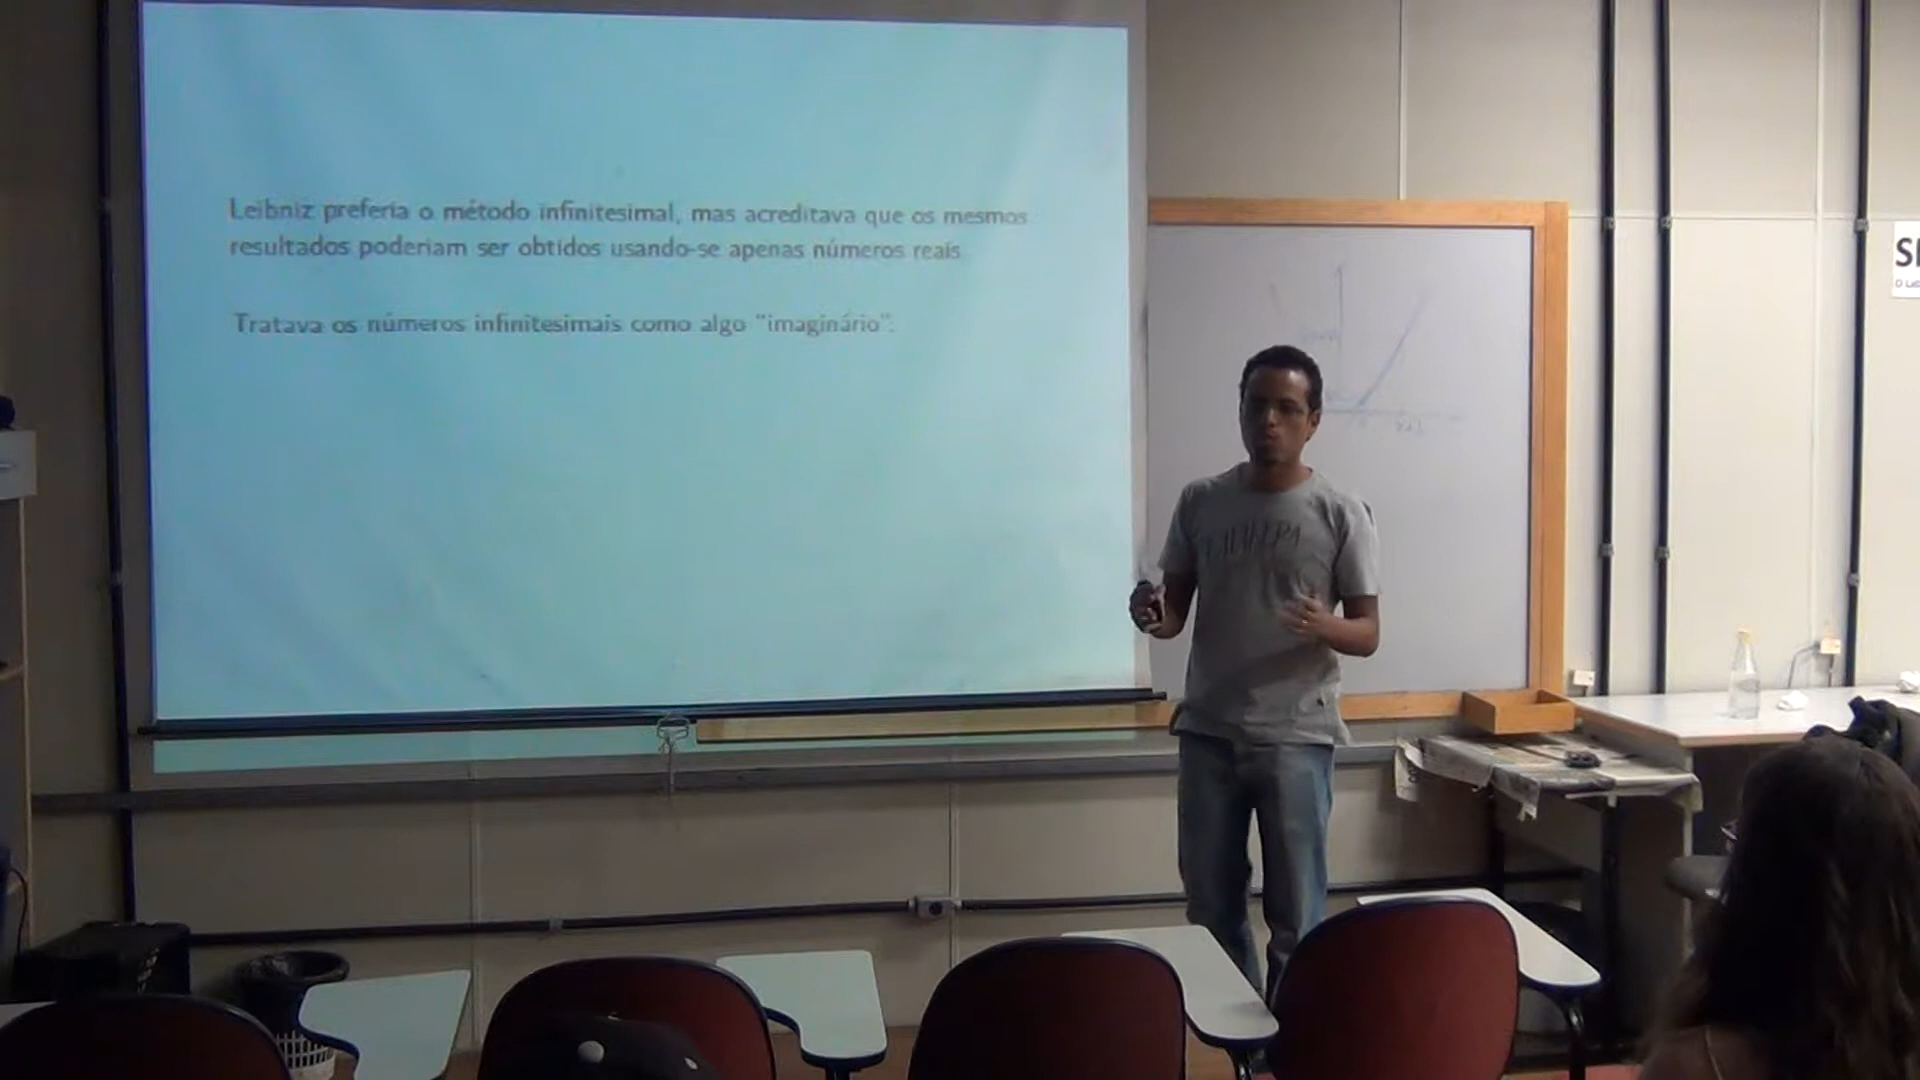 Leibniz preferia o método infinitesimal, mas acreditava que os mesmos
resultados poderiam ser obtidos usando-se apenas números reais.
Tratava os números infinitesimais como algo "imaginário".